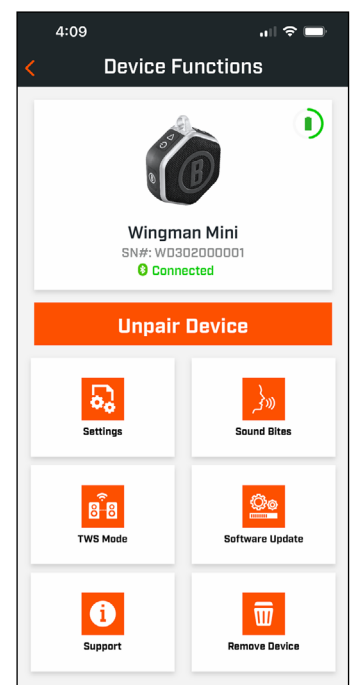 4:09
Device Functions
B
Wingman Mini
SN#: WD302000001
Connected
Unpair Device
Settings
Sound Bites
TWS Mode
Software Update
Support
Remove Device